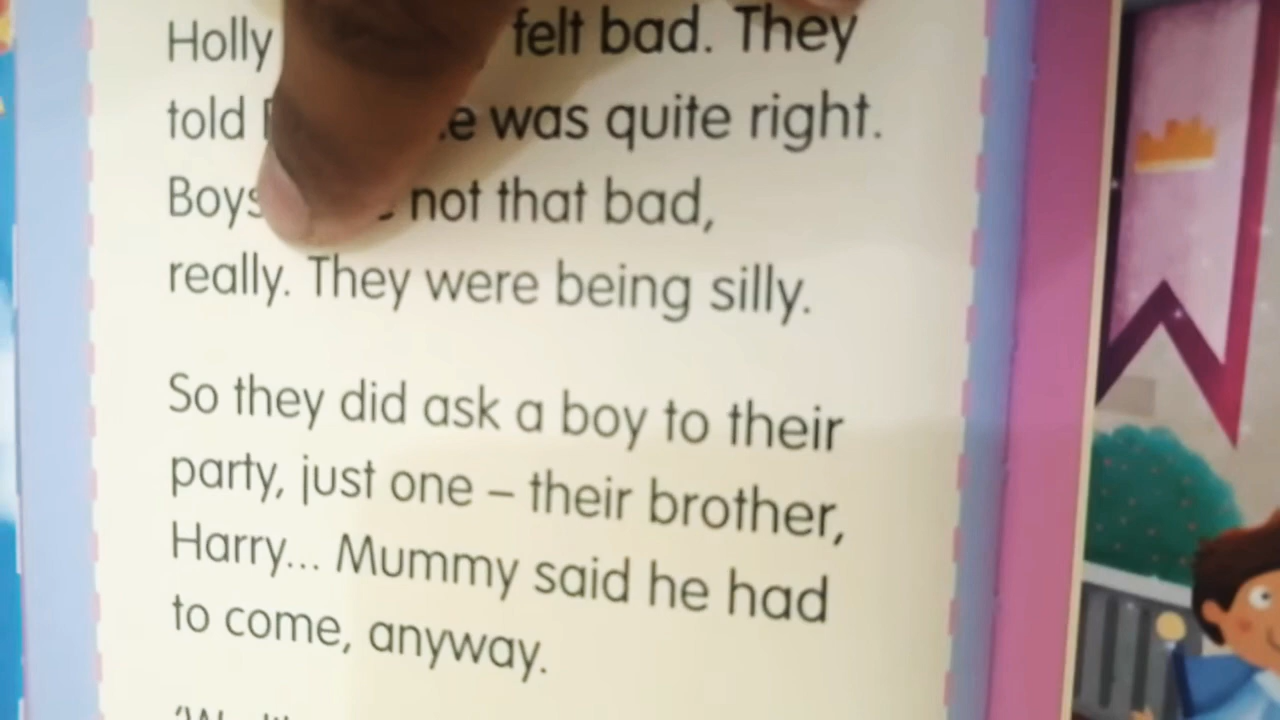 Holly felt bad. They
told was quite right.
Boys not that bad,
really. They were being silly.
So they did ask a boy to their
party, just one – their brother,
Harry... Mummy said he had
to come, anyway.